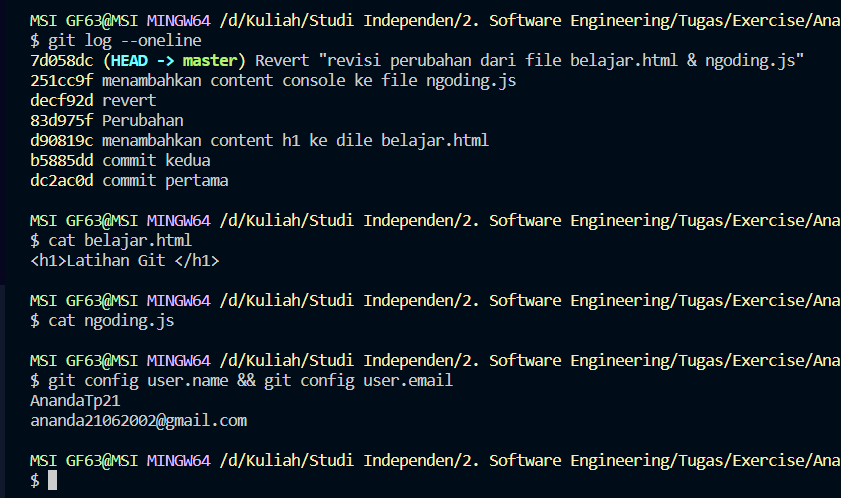 MSI GF63@MSI MINGW64 /d/Kuliah/Studi Independen/2. Software Engineering/Tugas/Exercise/Ana
$ git log --oneline
7d058dc (HEAD -> master) Revert "revisi perubahan dari file belajar.html & ngoding.js"
251cc9f menambahkan content console ke file ngoding.js
decf92d revert
83d975f Perubahan
d90819c menambahkan content h1 ke dile belajar.html
b5885dd commit kedua
dc2ac0d commit pertama
MSI GF63@MSI MINGW64 /d/Kuliah/Studi Independen/2. Software Engineering/Tugas/Exercise/Ana
$ cat belajar.html
<h1>Latihan Git </h1>
MSI GF63@MSI MINGW64 /d/Kuliah/Studi Independen/2. Software Engineering/Tugas/Exercise/Ana
$ cat ngoding.js
MSI GF63@MSI MINGW64 /d/Kuliah/Studi Independen/2. Software Engineering/Tugas/Exercise/Ana
$ git config user.name && git config user.email
AnandaTp21
ananda21062002@gmail.com
MSI GF63@MSI MINGW64 /d/Kuliah/Studi Independen/2. Software Engineering/Tugas/Exercise/Ana
$